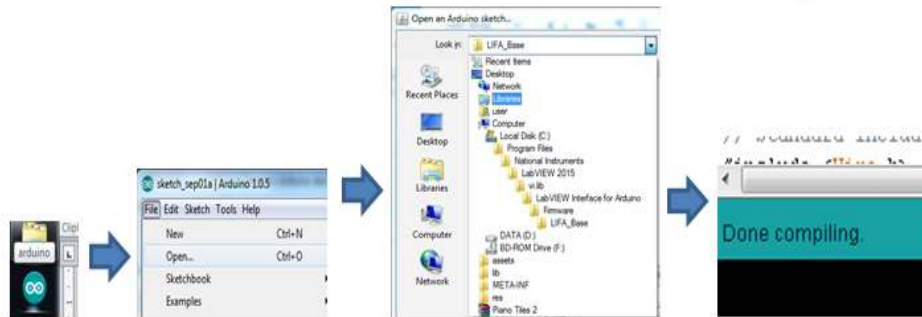 Clipl
arduino
sketch_sep01a | Arduino 1.0.5
File Edit Sketch Tools Help
New Ctrl+N
Open... Ctrl+O
Sketchbook
Examples
Open an Arduino sketch...
Look in: LIFA_Base
Recent Places
Desktop
Libraries
Computer
Network
Recent Items
Desktop
Network
Libraries
user
Computer
Local Disk (C:)
Program Files
National Instruments
LabVIEW 2015
vi.lib
LabVIEW Interface for Arduino
Firmware
LIFA_Base
DATA (D:)
BD-ROM Drive (F:)
assets
lib
META-INF
res
Piano Tiles 2
Done compiling.